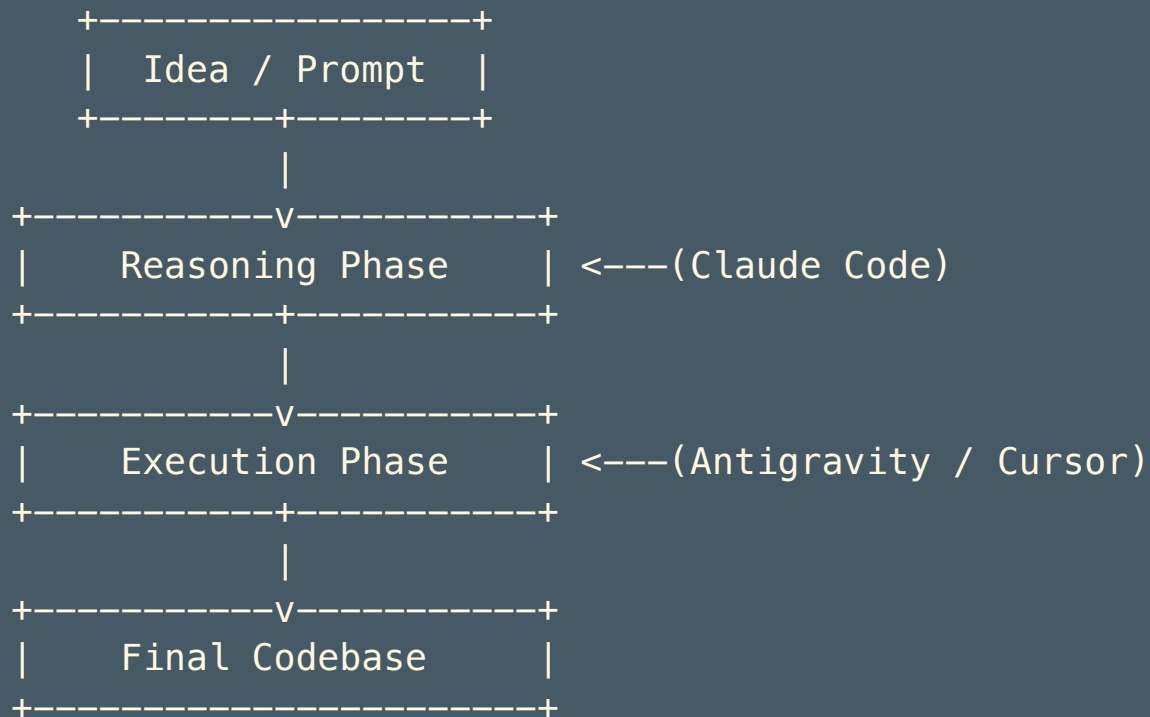 +-----------------+
|  Idea / Prompt  |
+--------+--------+
|
+-----------v-----------+
|    Reasoning Phase    | <---(Claude Code)
+-----------+-----------+
|
+-----------v-----------+
|    Execution Phase    | <---(Antigravity / Cursor)
+-----------+-----------+
|
+-----------v-----------+
|    Final Codebase     |
+-----------------------+